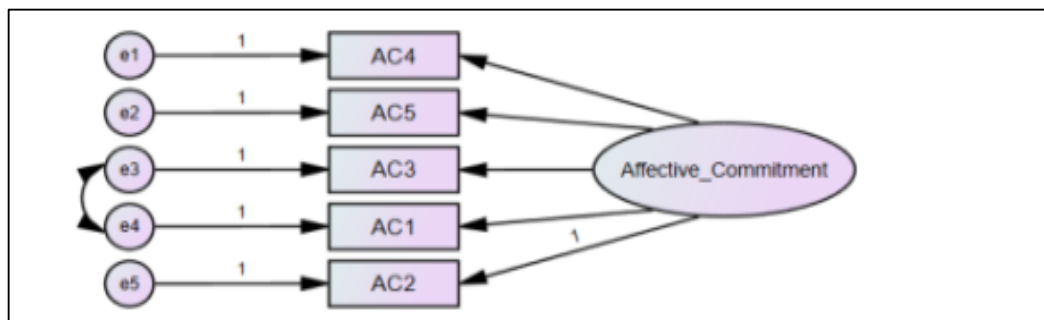 e1 1 AC4
e2 1 AC5
e3 1 AC3 Affective_Commitment
e4 1 AC1
1
e5 1 AC2